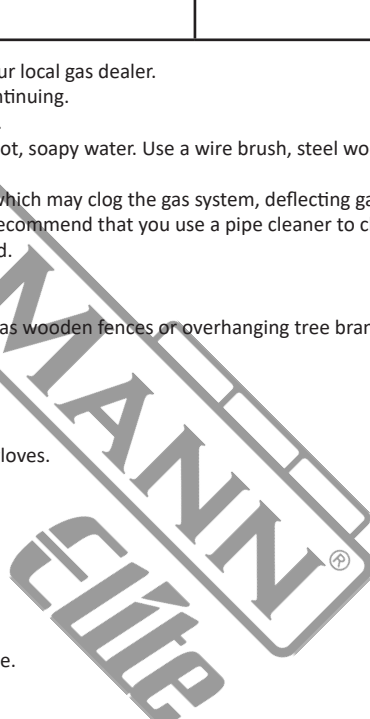 ur local gas dealer.
ntinuing.
.
ot, soapy water. Use a wire brush, steel wo
which may clog the gas system, deflecting ga
recommend that you use a pipe cleaner to c
d.
as wooden fences or overhanging tree bran
loves.
MANN
®
Elite
e.